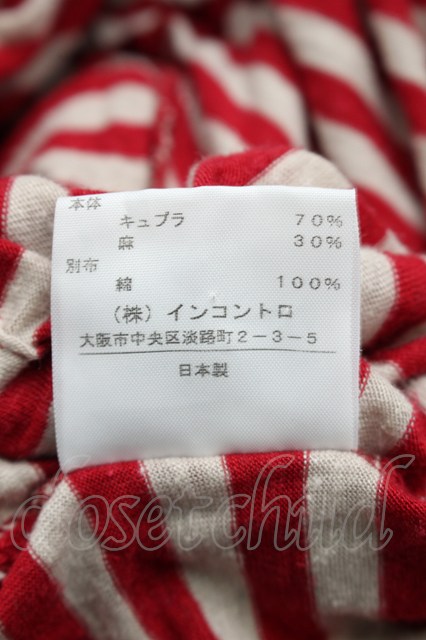 本体
キュプラ 70%
麻 30%
別布
綿 100%
(株)インコントロ
大阪市中央区淡路町2-3-5
日本製
closetchild